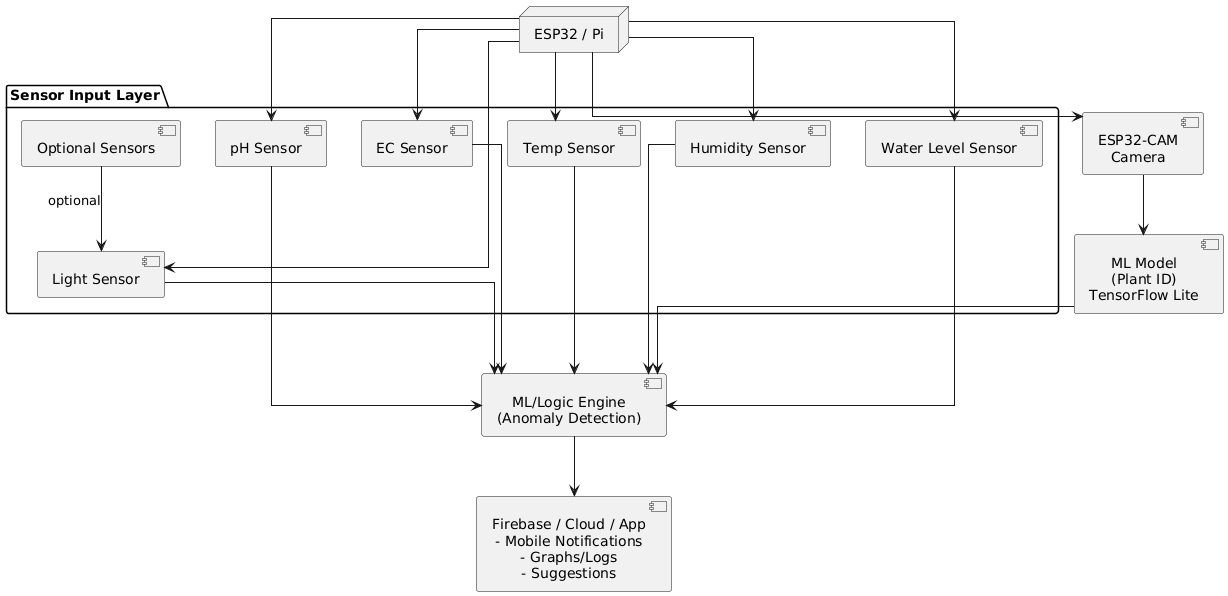 ESP32 / Pi
Sensor Input Layer
Optional Sensors
pH Sensor
EC Sensor
Temp Sensor
Humidity Sensor
Water Level Sensor
ESP32-CAM
Camera
optional
Light Sensor
ML Model
(Plant ID)
TensorFlow Lite
ML/Logic Engine
(Anomaly Detection)
Firebase / Cloud / App
- Mobile Notifications
- Graphs/Logs
- Suggestions